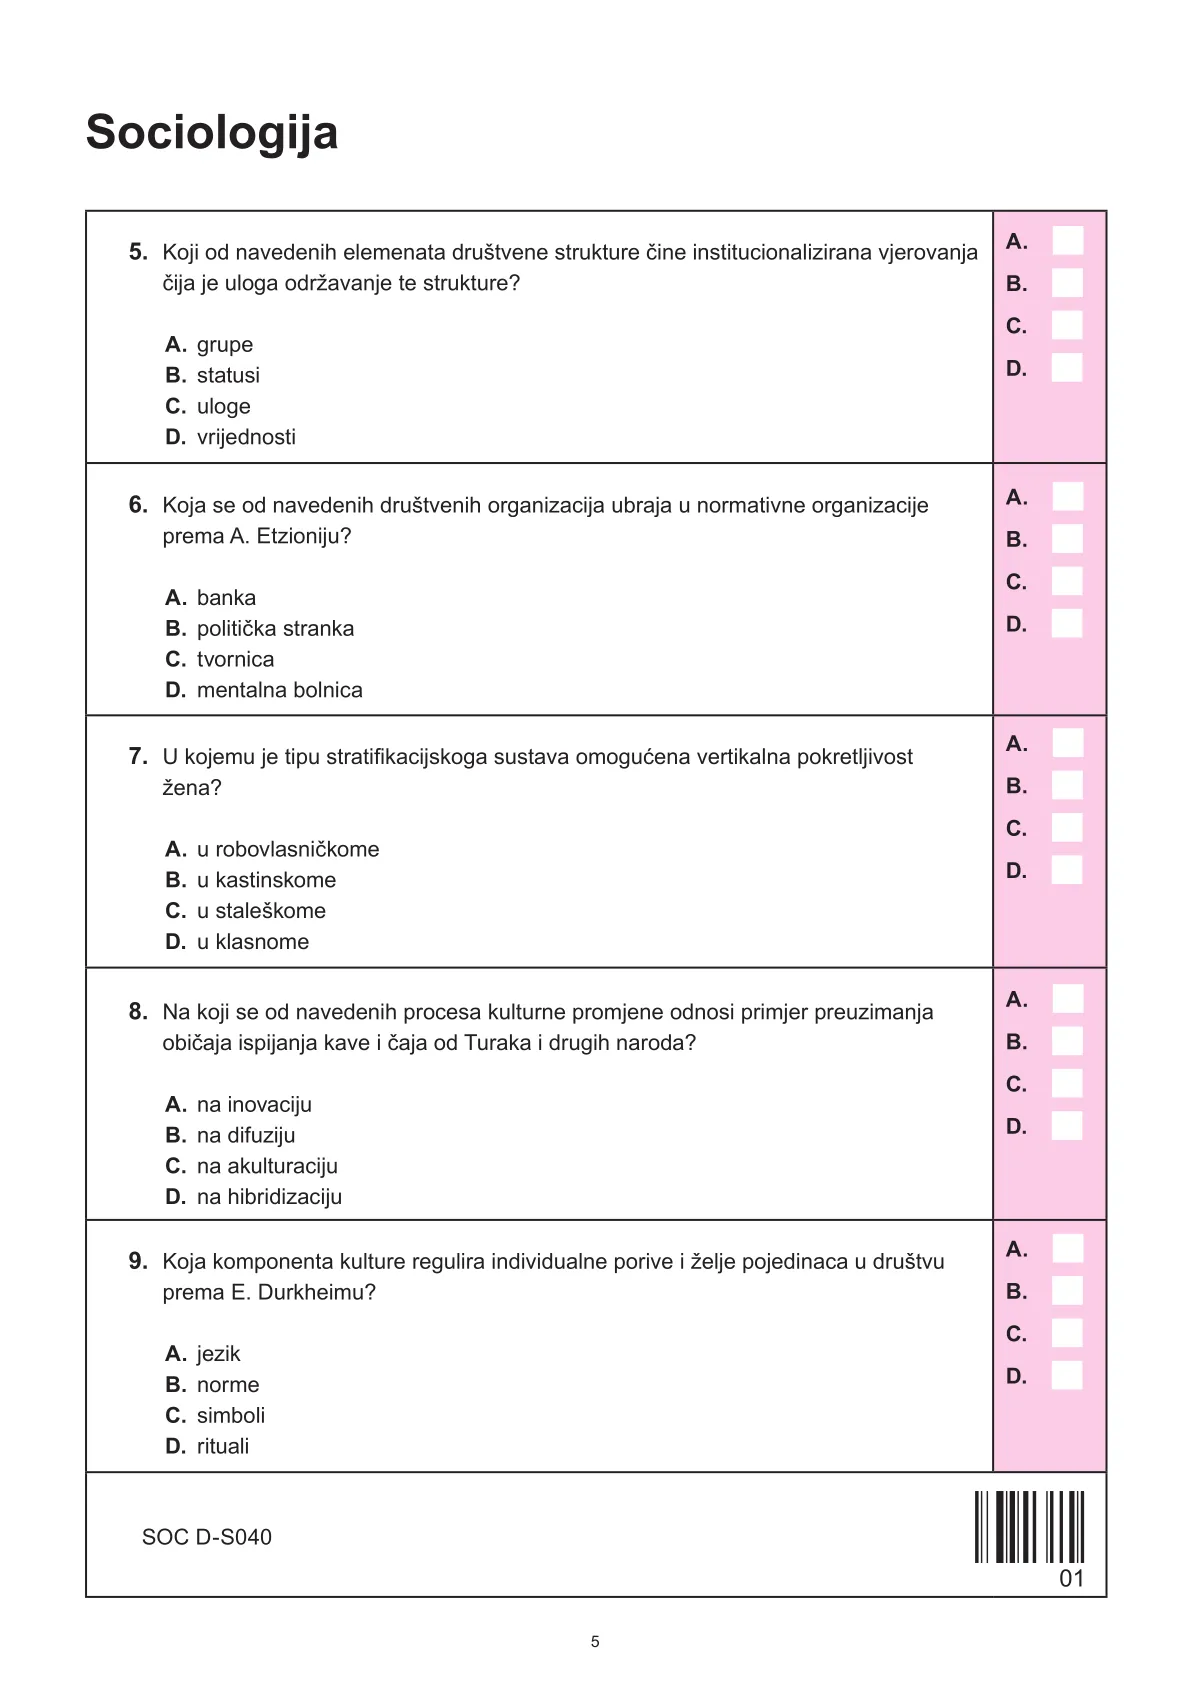 Sociologija
5. Koji od navedenih elemenata društvene strukture čine institucionalizirana vjerovanja
čija je uloga održavanje te strukture?
A. grupe
B. statusi
C. uloge
D. vrijednosti
A.
B.
C.
D.
6. Koja se od navedenih društvenih organizacija ubraja u normativne organizacije
prema A. Etzioniju?
A. banka
B. politička stranka
C. tvornica
D. mentalna bolnica
A.
B.
C.
D.
7. U kojemu je tipu stratifikacijskoga sustava omogućena vertikalna pokretljivost
žena?
A. u robovlasničkome
B. u kastinskome
C. u staleškome
D. u klasnome
A.
B.
C.
D.
8. Na koji se od navedenih procesa kulturne promjene odnosi primjer preuzimanja
običaja ispijanja kave i čaja od Turaka i drugih naroda?
A. na inovaciju
B. na difuziju
C. na akulturaciju
D. na hibridizaciju
A.
B.
C.
D.
9. Koja komponenta kulture regulira individualne porive i želje pojedinaca u društvu
prema E. Durkheimu?
A. jezik
B. norme
C. simboli
D. rituali
A.
B.
C.
D.
SOC D-S040
01
5